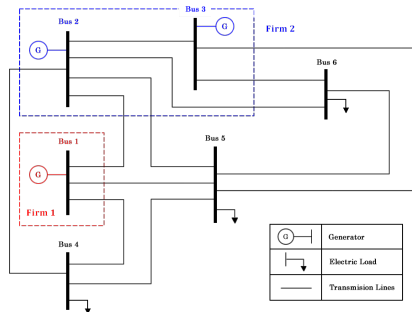 Bus 3
Bus 2
G
Firm 2
G
Bus 6
Bus 5
Bus 1
G
Firm 1
Bus 4
G
Generator
Electric Load
Transmision Lines